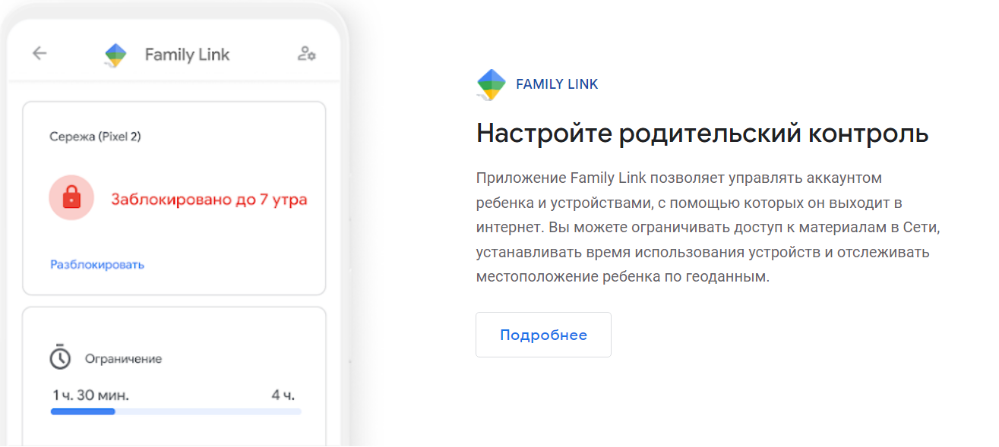 Family Link
Сережа (Pixel 2)
Заблокировано до 7 утра
Разблокировать
Ограничение
1 ч. 30 мин. 4 ч.
FAMILY LINK
Настройте родительский контроль
Приложение Family Link позволяет управлять аккаунтом
ребенка и устройствами, с помощью которых он выходит в
интернет. Вы можете ограничивать доступ к материалам в Сети,
устанавливать время использования устройств и отслеживать
местоположение ребенка по геоданным.
Подробнее